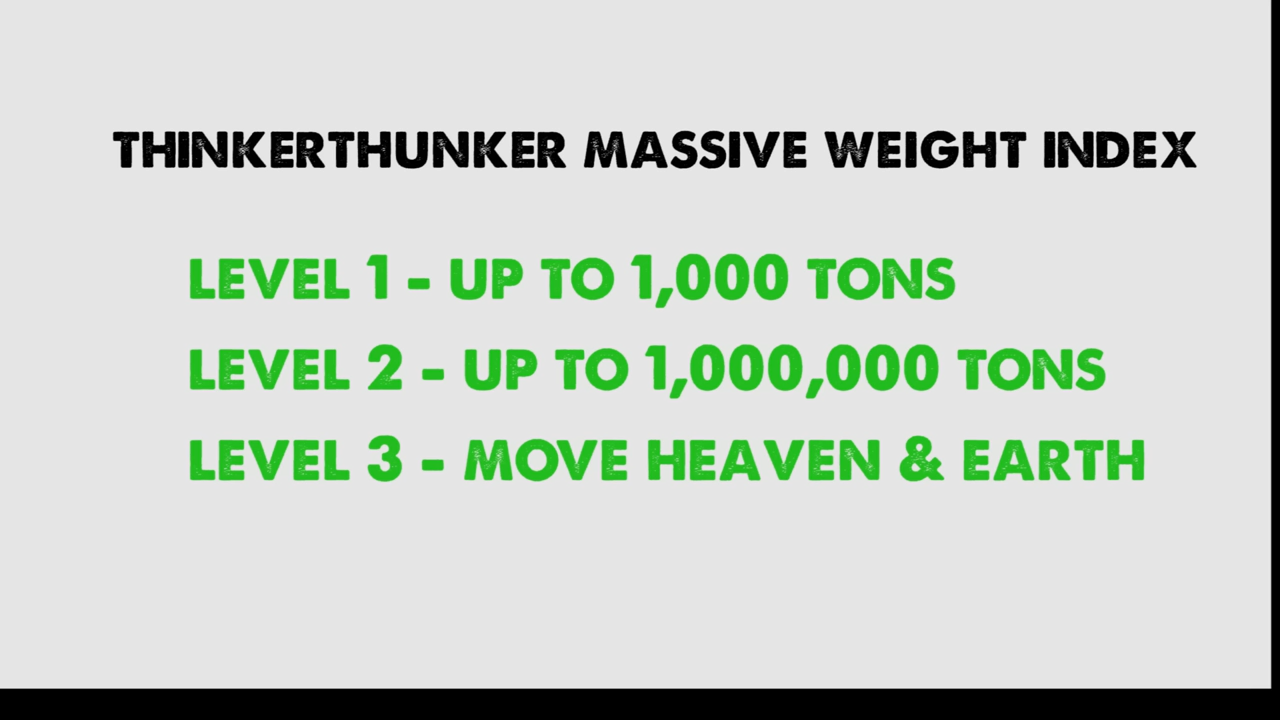 THINKERTHUNKER MASSIVE WEIGHT INDEX
LEVEL 1 - UP TO 1,000 TONS
LEVEL 2 - UP TO 1,000,000 TONS
LEVEL 3 - MOVE HEAVEN & EARTH